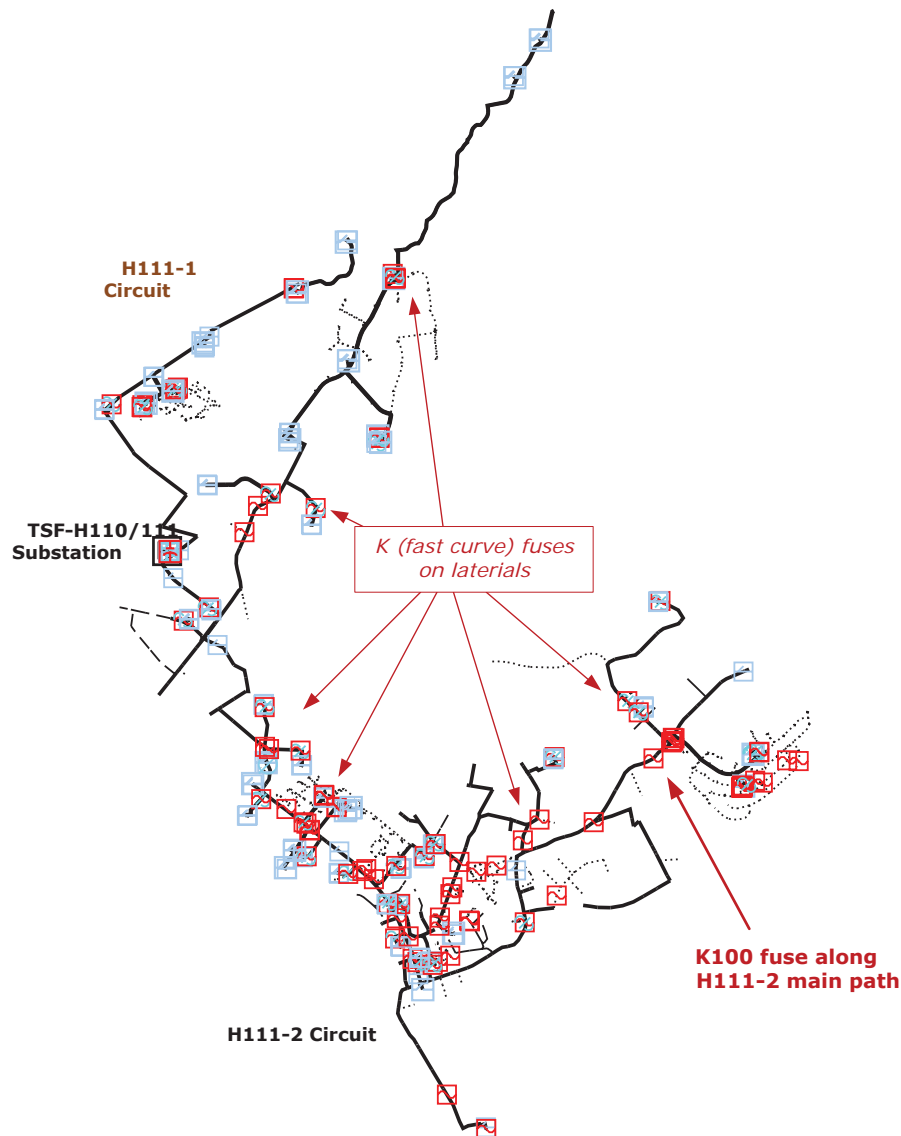 H111-1
Circuit
TSF-H110/111
Substation
K (fast curve) fuses
on laterials
K100 fuse along
H111-2 main path
H111-2 Circuit